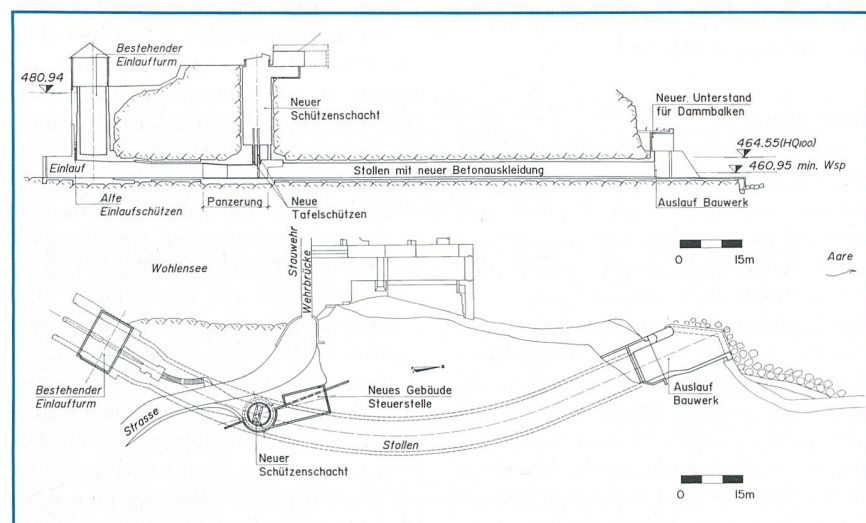 Bestehender
Einlaufturm
480.94
Neuer
Schützenschacht
Neuer. Unterstand
für Dammbalken
464.55(HQ100)
460.95 min. Wsp
Einlauf
Stollen mit neuer Betonauskleidung
Alte
Einlaufschützen
Panzerung
Neue
Tafelschützen
Auslauf Bauwerk
0 15m
Aare
Wohlensee
Stauwehr
Wehrbrücke
Bestehender
Einlaufturm
Strasse
Neues Gebäude
Steuerstelle
Auslauf
Bauwerk
Stollen
Neuer
Schützenschacht
0 15m